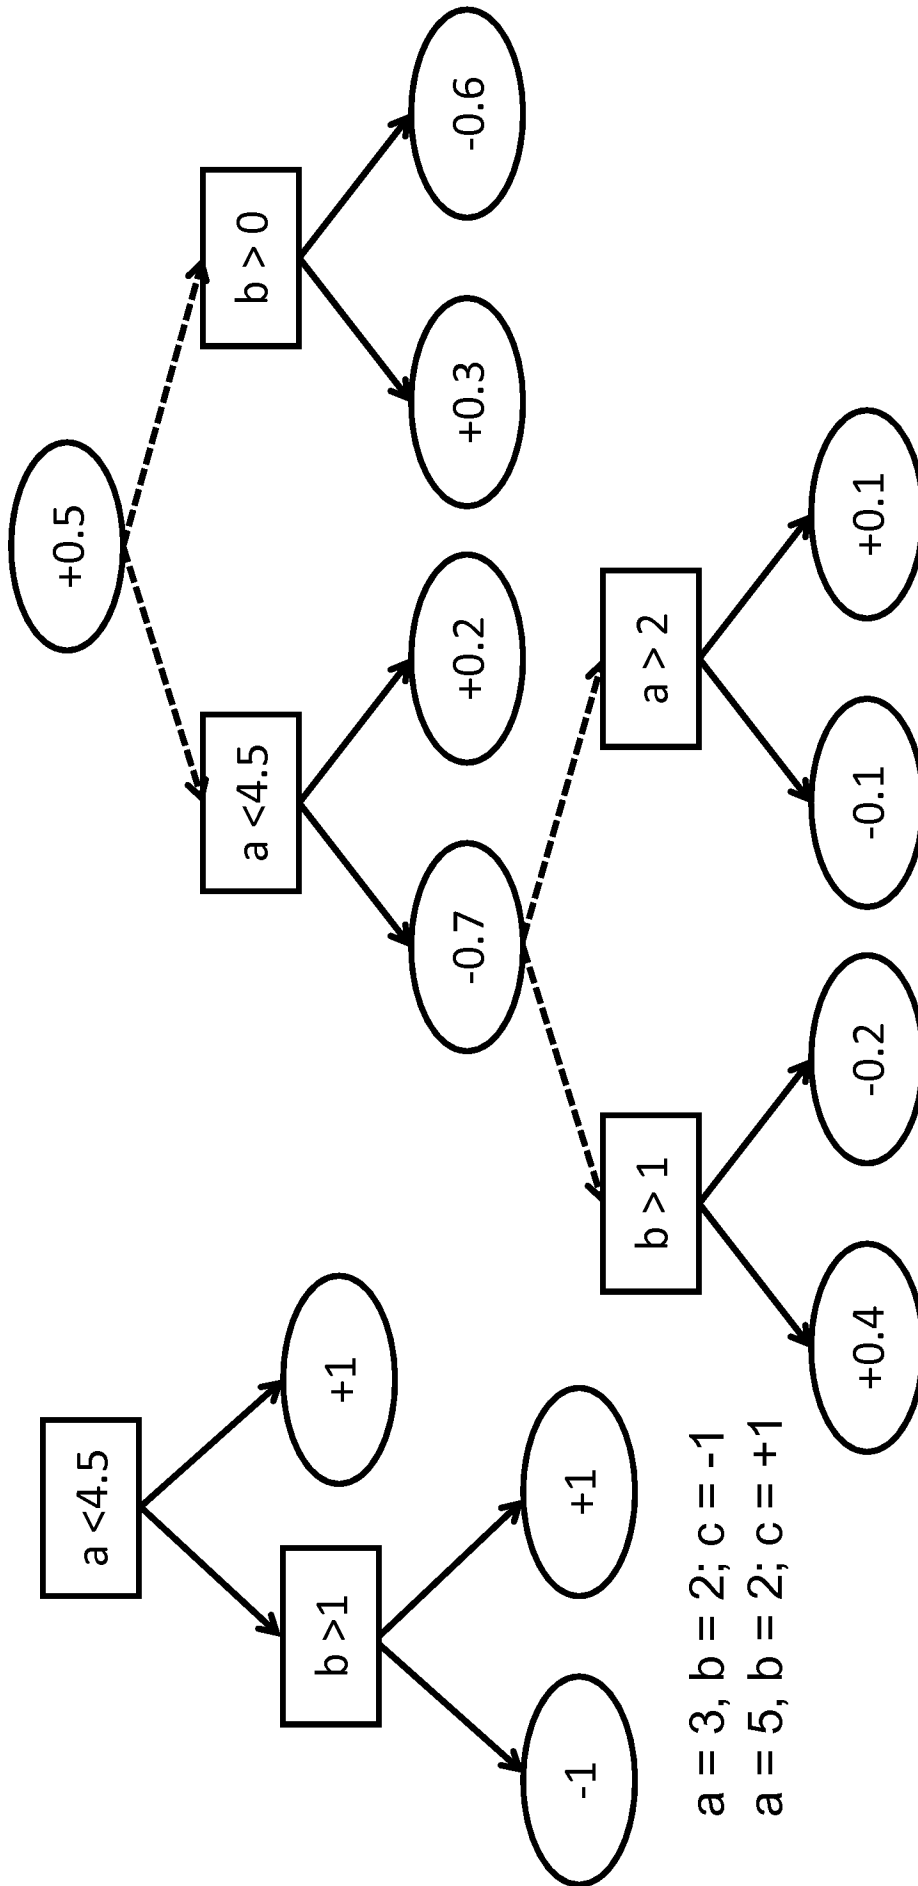 a <4.5
b >1
+1
-1
+1
a = 3, b = 2; c = -1
a = 5, b = 2; c = +1
+0.5
a <4.5
b > 0
-0.7
+0.2
+0.3
-0.6
b > 1
a > 2
+0.4
-0.2
-0.1
+0.1